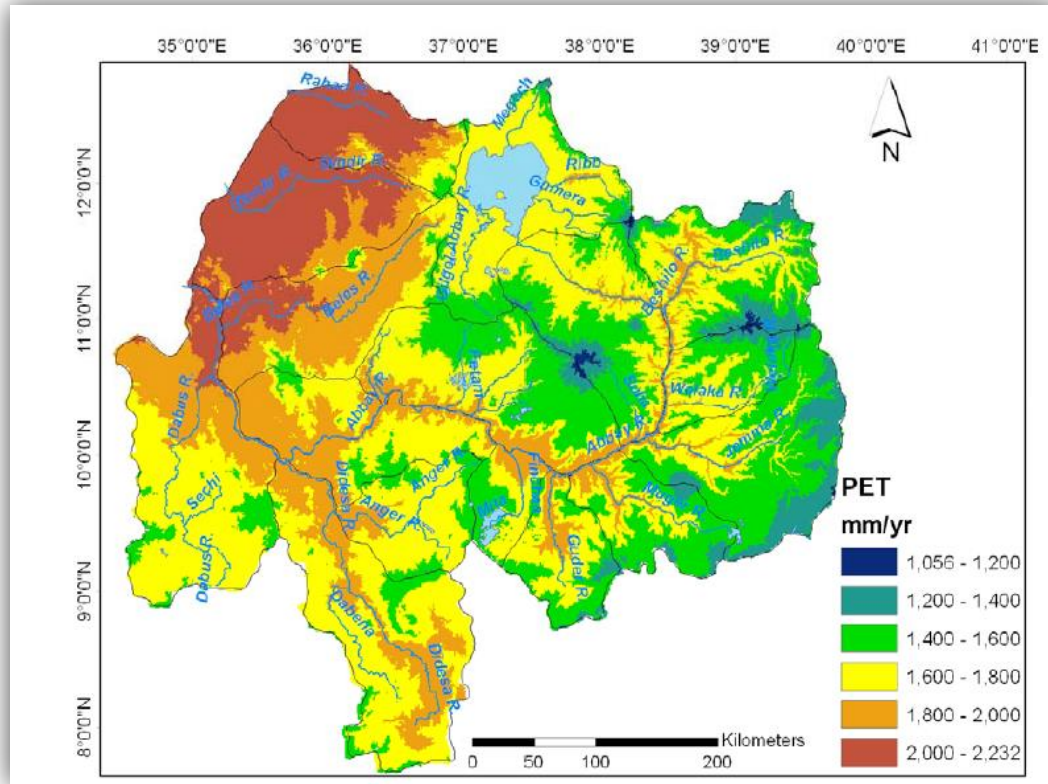 35°0'0"E 36°0'0"E 37°0'0"E 38°0'0"E 39°0'0"E 40°0'0"E 41°0'0"E
12°0'0"N
11°0'0"N
10°0'0"N
9°0'0"N
8°0'0"N
N
Megech
Ribb
Gumera
Beles R.
Beshilo R.
Dabus R.
Abbay R.
Abbay R.
Sechi
Dabus R.
Didesa R.
Anger R.
Anger R.
Welaka R.
Jemma R.
Muger R.
Guder R.
Dabena
Didesa R.
PET
mm/yr
1,056 - 1,200
1,200 - 1,400
1,400 - 1,600
1,600 - 1,800
1,800 - 2,000
2,000 - 2,232
Kilometers
0 50 100 200